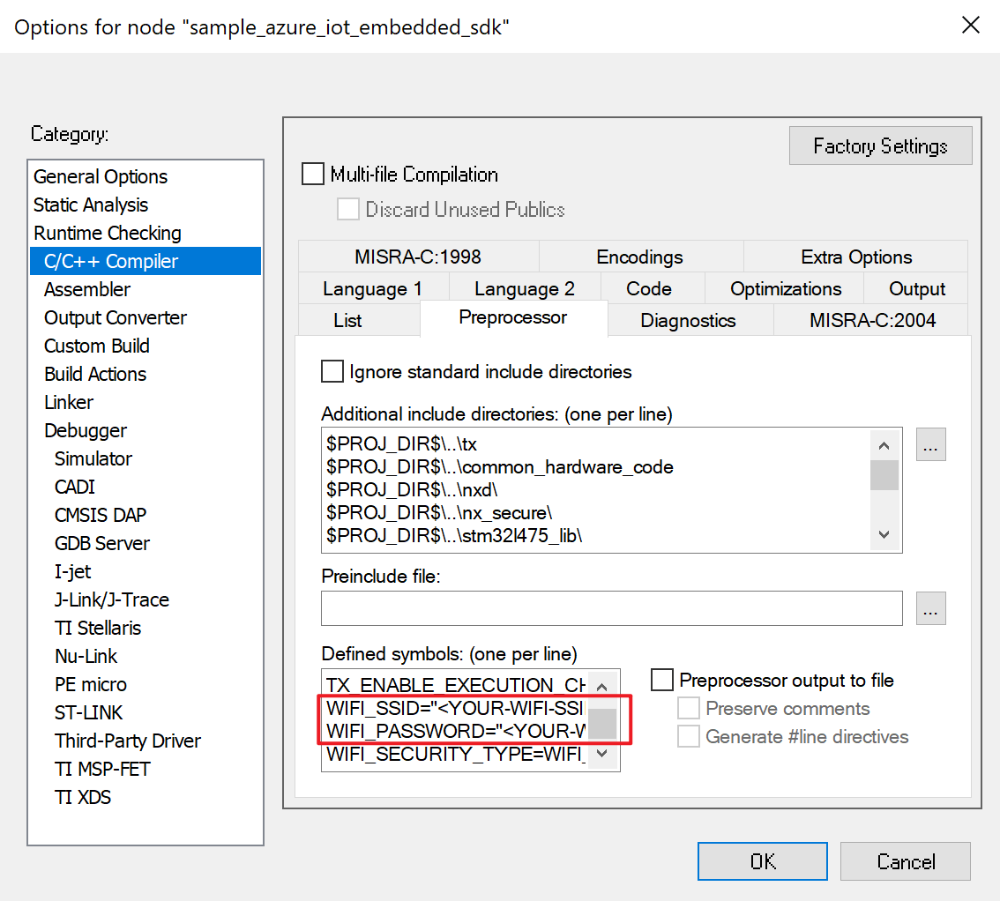 Options for node "sample_azure_iot_embedded_sdk"
Category:
General Options
Static Analysis
Runtime Checking
C/C++ Compiler
Assembler
Output Converter
Custom Build
Build Actions
Linker
Debugger
Simulator
CADI
CMSIS DAP
GDB Server
I-jet
J-Link/J-Trace
TI Stellaris
Nu-Link
PE micro
ST-LINK
Third-Party Driver
TI MSP-FET
TI XDS
Factory Settings
Multi-file Compilation
Discard Unused Publics
MISRA-C:1998 Encodings Extra Options
Language 1 Language 2 Code Optimizations Output
List Preprocessor Diagnostics MISRA-C:2004
Ignore standard include directories
Additional include directories: (one per line)
$PROJ_DIR$\..\tx
$PROJ_DIR$\..\common_hardware_code
$PROJ_DIR$\..\nxd\
$PROJ_DIR$\..\nx_secure\
$PROJ_DIR$\..\stm32l475_lib\
...
Preinclude file:
...
Defined symbols: (one per line)
TX_ENABLE_EXECUTION_CH
WIFI_SSID="<YOUR-WIFI-SSI
WIFI_PASSWORD="<YOUR-W
WIFI_SECURITY_TYPE=WIFI_
Preprocessor output to file
Preserve comments
Generate #line directives
OK Cancel